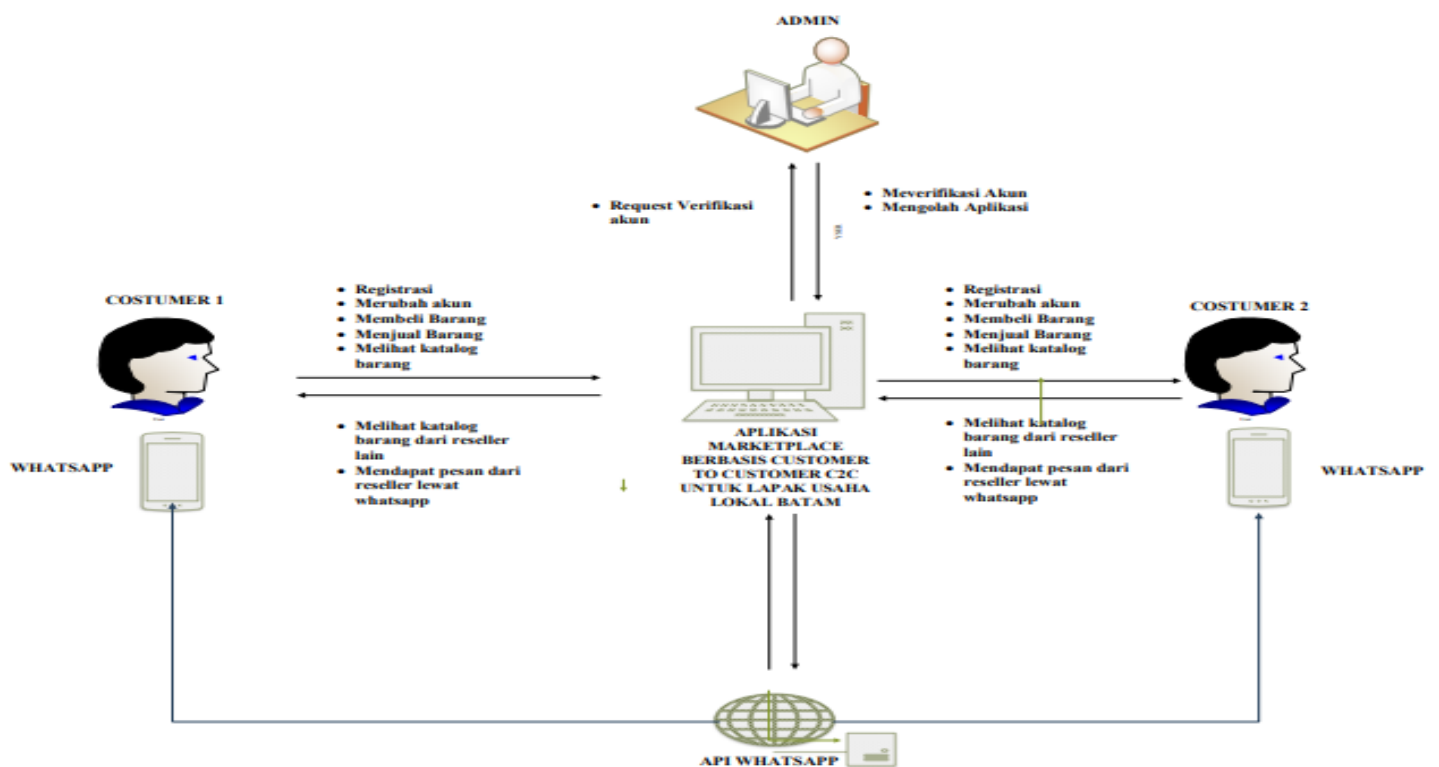 ADMIN
• Request Verifikasi
akun
• Meverifikasi Akun
• Mengolah Aplikasi
COSTUMER 1
• Registrasi
• Merubah akun
• Membeli Barang
• Menjual Barang
• Melihat katalog
barang
• Registrasi
• Merubah akun
• Membeli Barang
• Menjual Barang
• Melihat katalog
barang
COSTUMER 2
• Melihat katalog
barang dari reseller
lain
• Mendapat pesan dari
reseller lewat
whatsapp
WHATSAPP
APLIKASI
MARKETPLACE
BERBASIS CUSTOMER
TO CUSTOMER C2C
UNTUK LAPAK USAHA
LOKAL BATAM
• Melihat katalog
barang dari reseller
lain
• Mendapat pesan dari
reseller lewat
whatsapp
WHATSAPP
API WHATSAPP